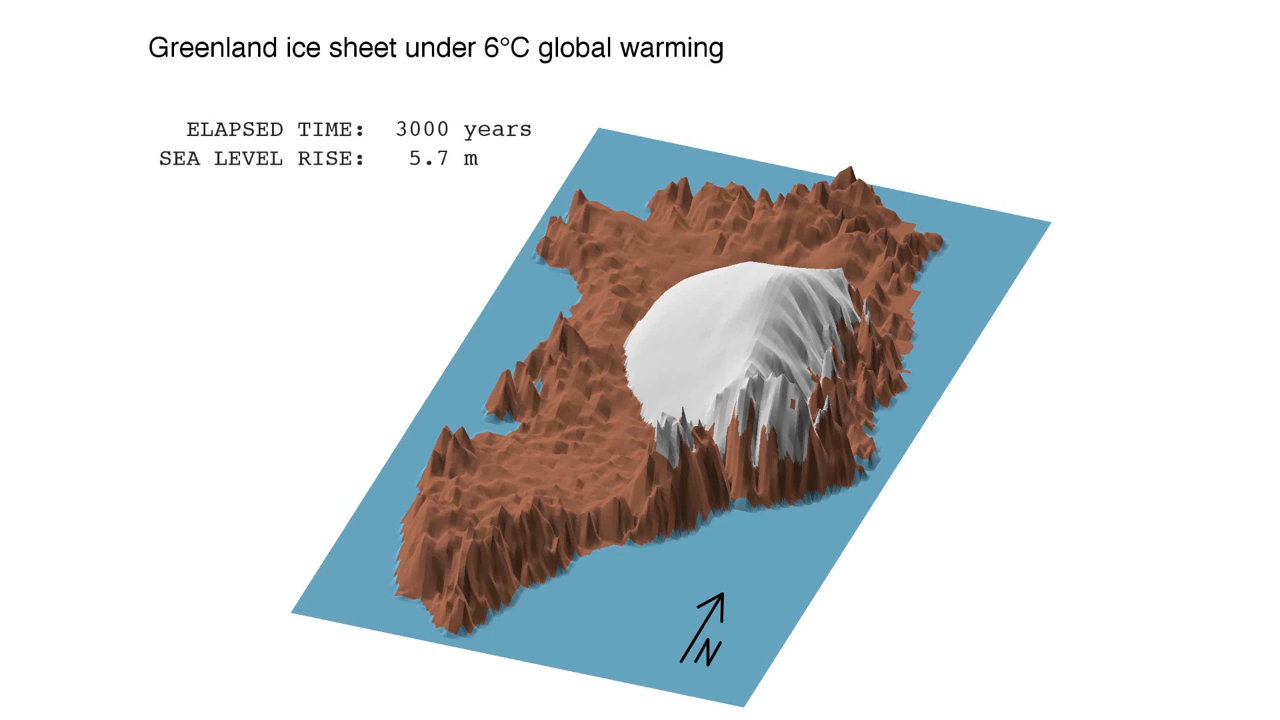 Greenland ice sheet under 6°C global warming
ELAPSED TIME: 3000 years
SEA LEVEL RISE: 5.7 m
N